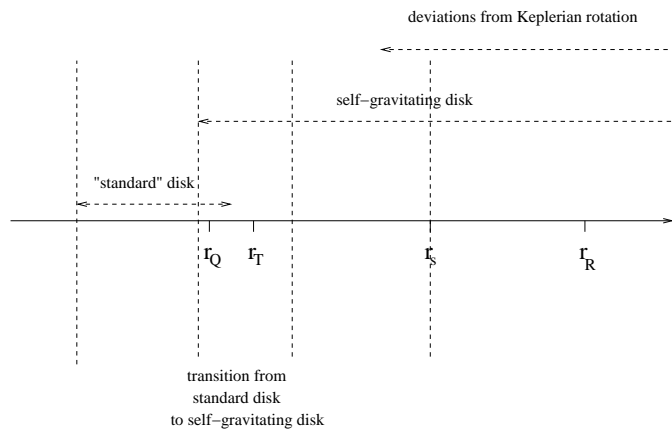 deviations from Keplerian rotation
self-gravitating disk
"standard" disk
r_Q r_T r_s r_R
transition from
standard disk
to self-gravitating disk